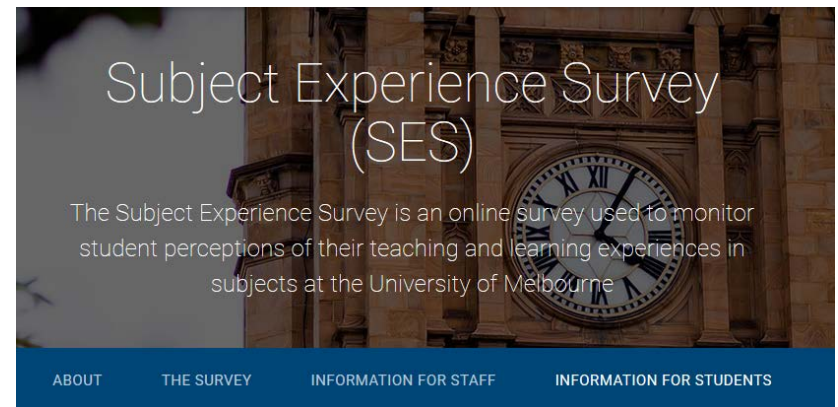 Subject Experience Survey
(SES)
The Subject Experience Survey is an online survey used to monitor
student perceptions of their teaching and learning experiences in
subjects at the University of Melbourne
XII
ABOUT THE SURVEY INFORMATION FOR STAFF INFORMATION FOR STUDENTS